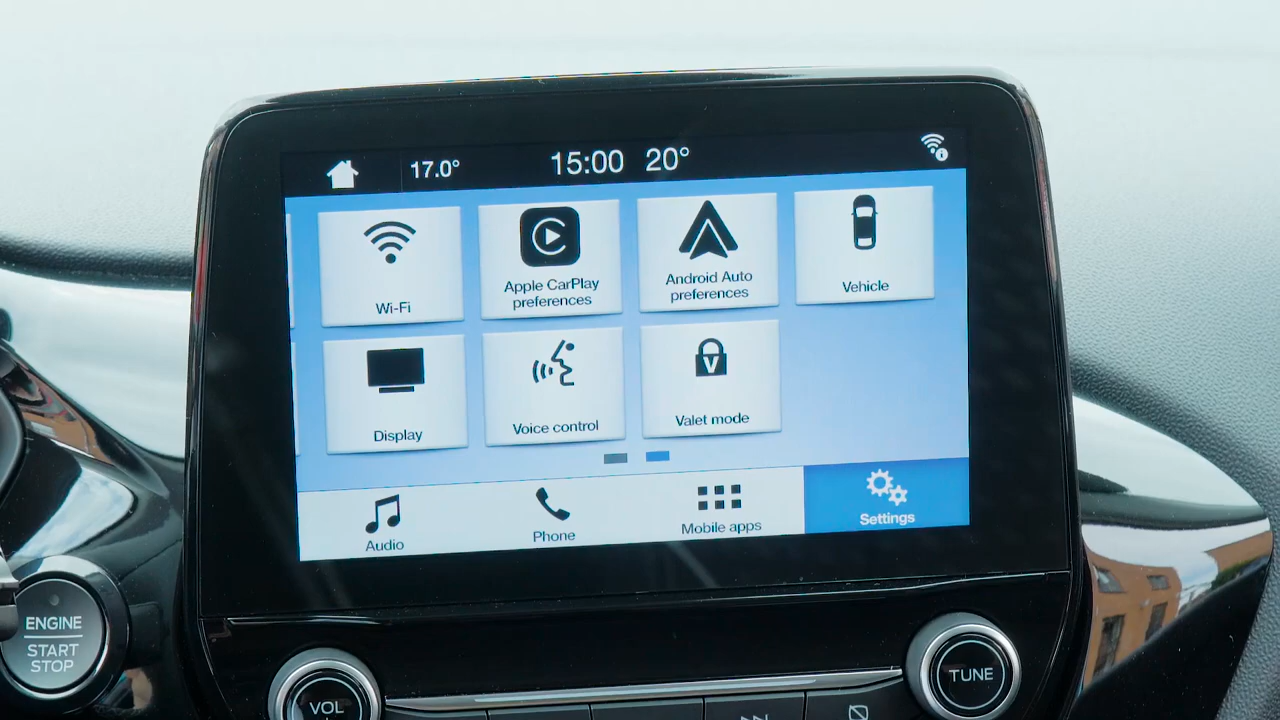 17.0°
15:00 20°
Wi-Fi
Apple CarPlay
preferences
Android Auto
preferences
Vehicle
Display
Voice control
V
Valet mode
Audio
Phone
Mobile apps
Settings
ENGINE
START
STOP
VOL
TUNE